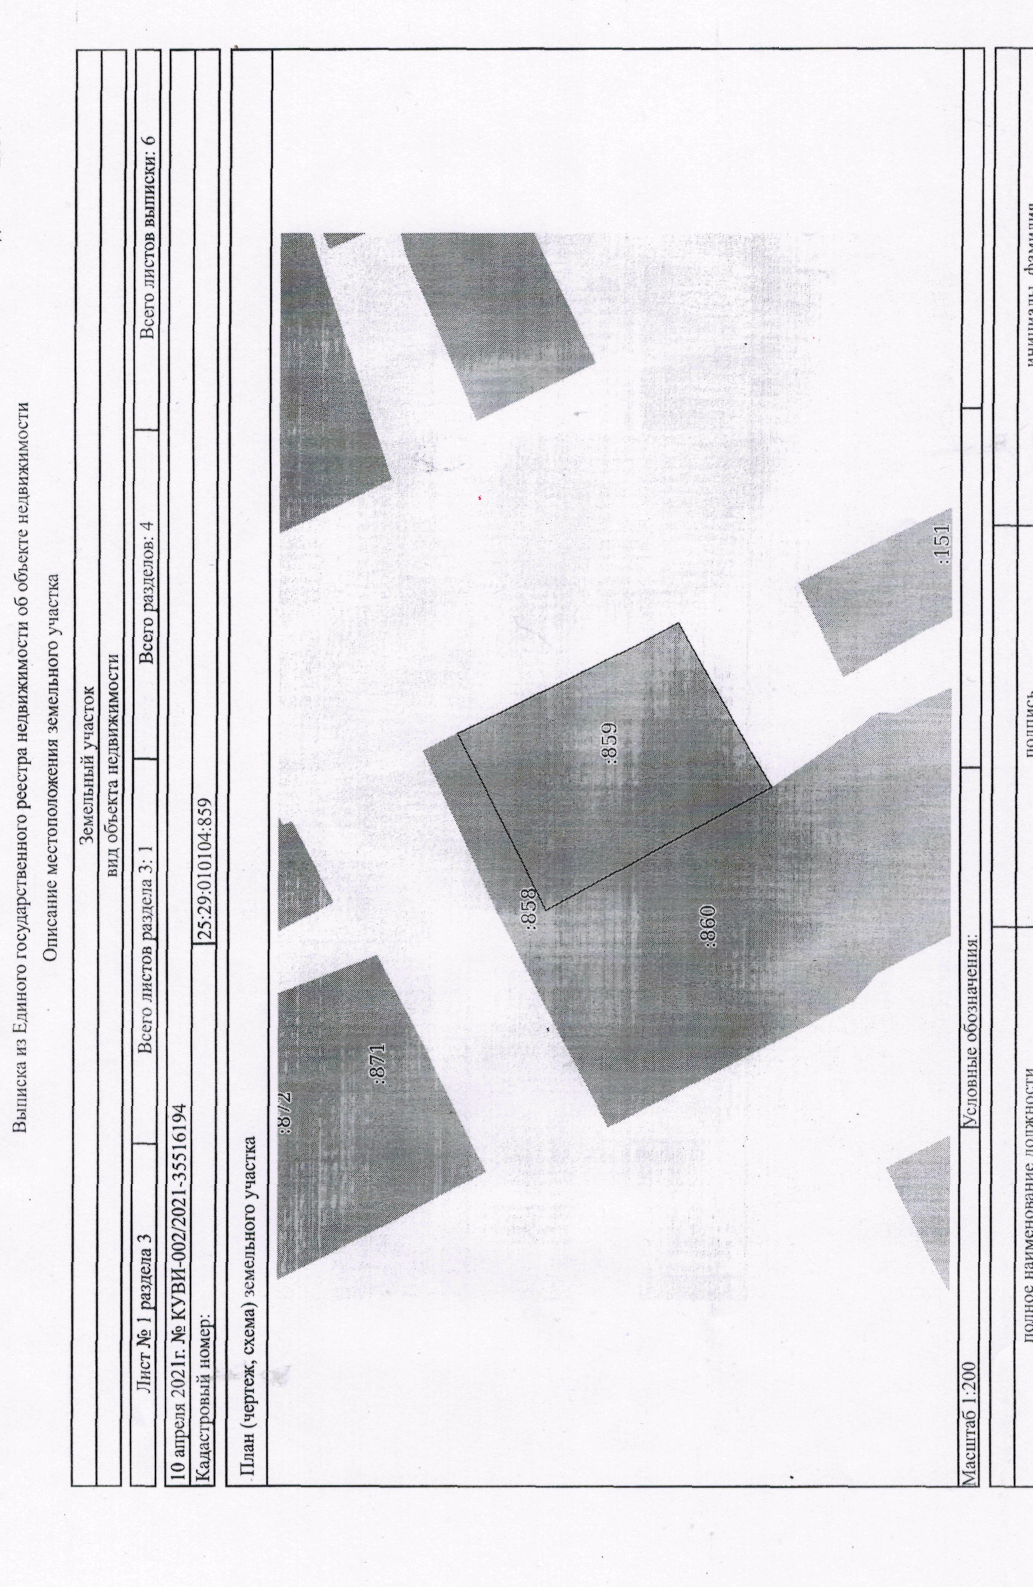 Выписка из Единого государственного реестра недвижимости об объекте недвижимости
Описание местоположения земельного участка
Земельный участок
вид объекта недвижимости
Лист № 1 раздела 3
Всего листов раздела 3: 1
Всего разделов: 4
Всего листов выписки: 6
10 апреля 2021г. № КУВИ-002/2021-35516194
Кадастровый номер:
25:29:010104:859
План (чертеж, схема) земельного участка
:872
:871
:858
:859
:860
:151
Масштаб 1:200
Условные обозначения:
полное наименование должности
подпись
инициалы, фамилия